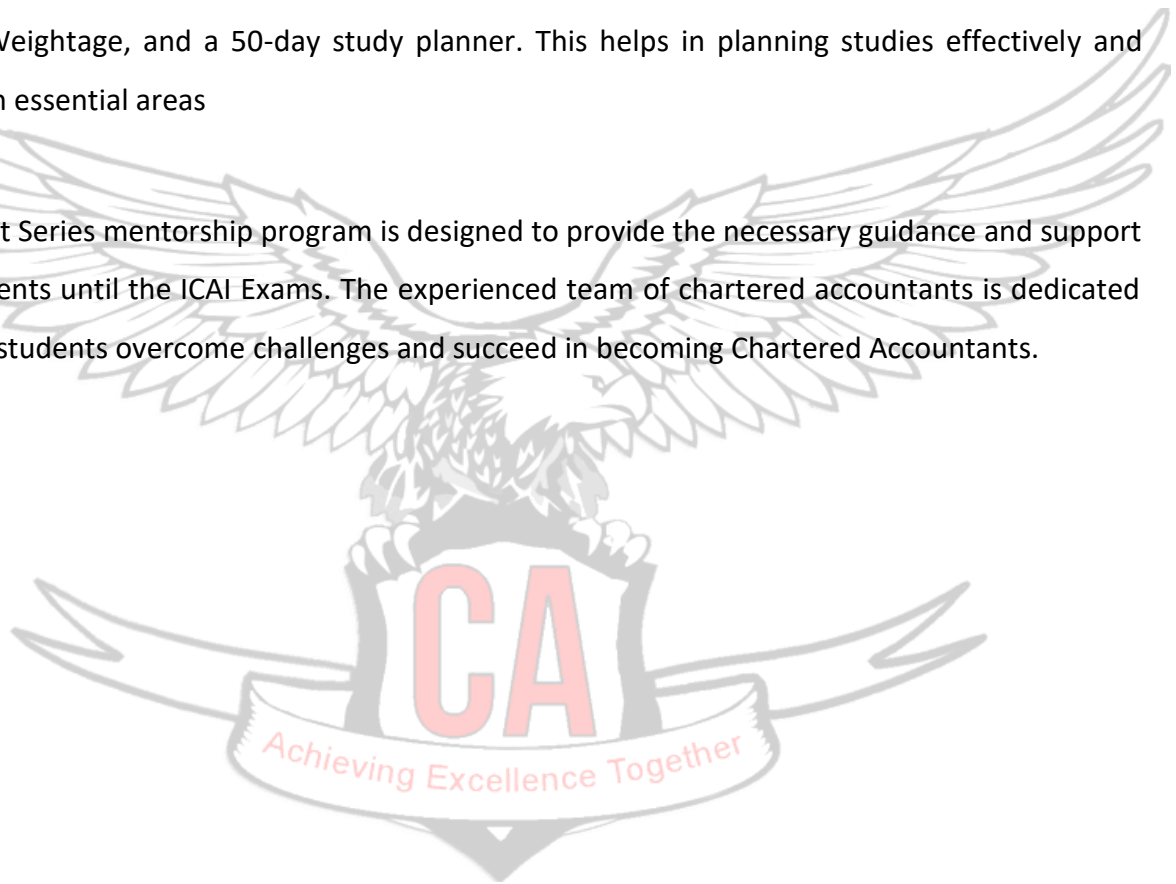 Weightage, and a 50-day study planner. This helps in planning studies effectively and
essential areas
t Series mentorship program is designed to provide the necessary guidance and support
ents until the ICAI Exams. The experienced team of chartered accountants is dedicated
students overcome challenges and succeed in becoming Chartered Accountants.
CA
Achieving Excellence Together